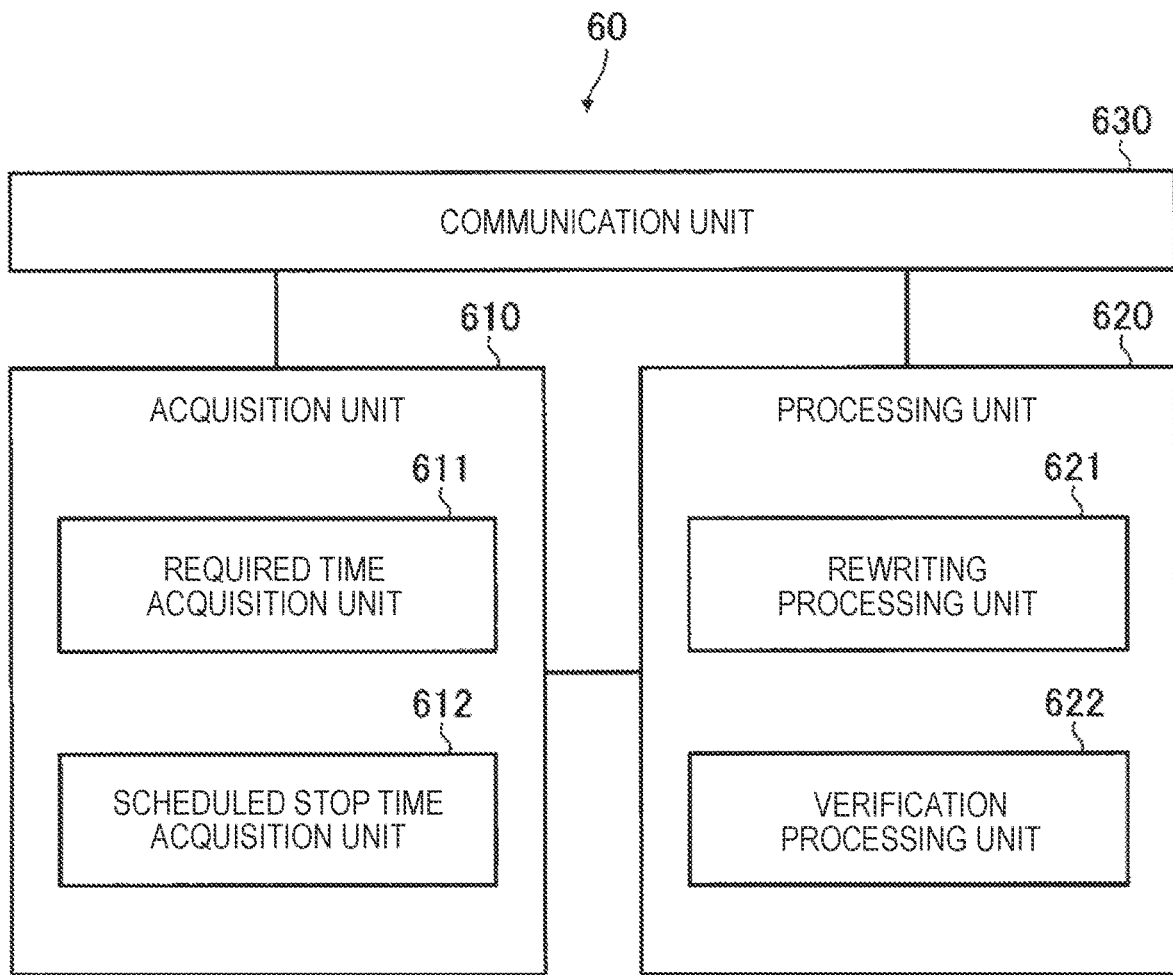 60
630
COMMUNICATION UNIT
610
620
ACQUISITION UNIT
PROCESSING UNIT
611
621
REQUIRED TIME
ACQUISITION UNIT
REWRITING
PROCESSING UNIT
612
622
SCHEDULED STOP TIME
ACQUISITION UNIT
VERIFICATION
PROCESSING UNIT